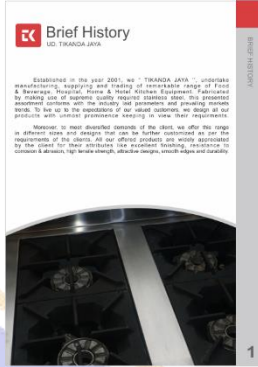 TK
Brief History
UD. TIKANDA JAYA
BRIEF HISTORY
Established in the year 2001, we " TIKANDA JAYA ", undertake
manufacturing, supplying and trading of remarkable range of Food
& Beverage, Hospital, Home & Hotel Kitchen Equipment. Fabricated
by making use of supreme quality required stainless steel, this presented
assortment conforms with the industry laid parameters and prevailing markets
trends. To live up to the expectations of our valued customers, we design all our
products with unmost prominence keeping in view their requirments.
Moreover, to meet diversified demands of the client, we offer this range
in different sizes and designs that can be further customized as per the
requirements of the clients. All our offered products are widely appreciated
by the client for their attributes like excellent finishing, resistance to
corrosion & abrasion, high tensile strength, attractive designs, smooth edges and durability.
1